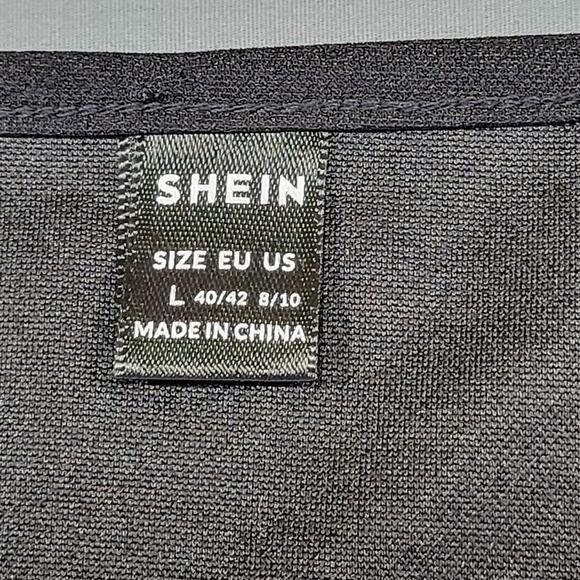 SHEIN
SIZE EU US
L 40/42 8/10
MADE IN CHINA